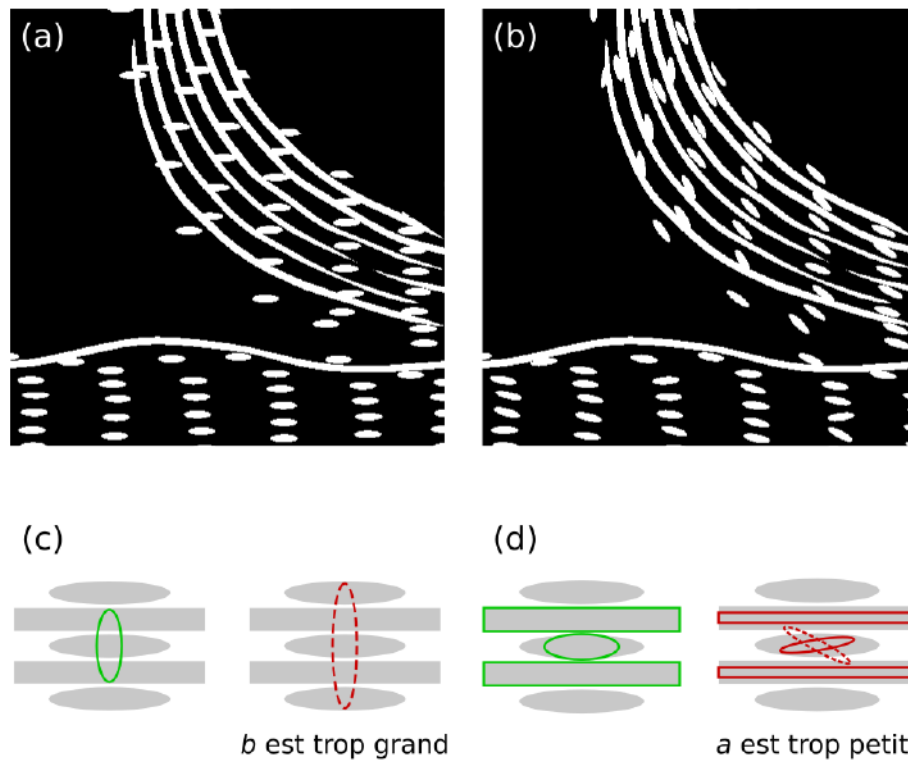 (a)
(b)
(c)
(d)
b est trop grand
a est trop petit